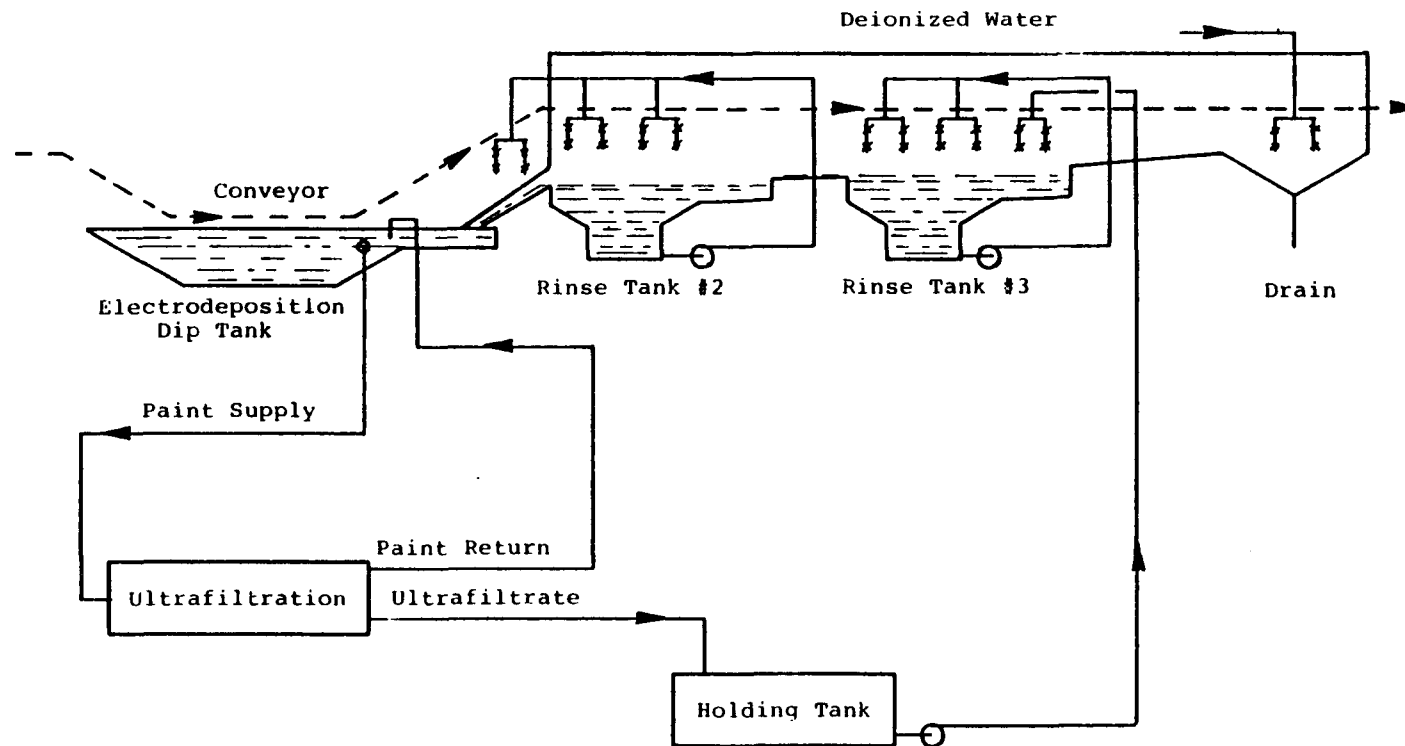 Deionized Water
Conveyor
Electrodeposition
Dip Tank
Rinse Tank #2
Rinse Tank #3
Drain
Paint Supply
Paint Return
Ultrafiltration
Ultrafiltrate
Holding Tank